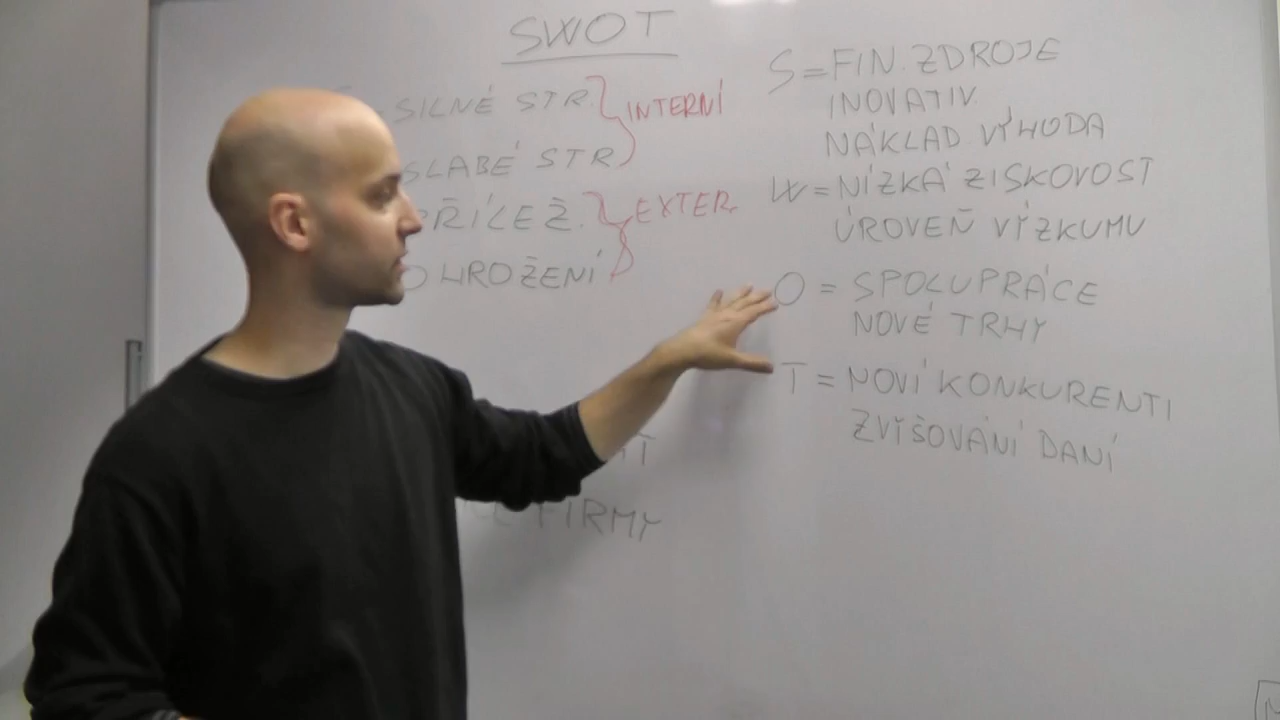 SWOT
SILNÉ STR. INTERNÍ
SLABÉ STR.
PŘÍLEŽ. EXTER.
OHROŽENÍ
FIRMY
S = FIN. ZDROJE
INOVATIV.
NÁKLAD VÝHODA
W = NÍZKÁ ZISKOVOST
ÚROVEŇ VÝZKUMU
O = SPOLUPRÁCE
NOVÉ TRHY
T = NOVÍ KONKURENTI
ZVYŠOVÁNÍ DANÍ